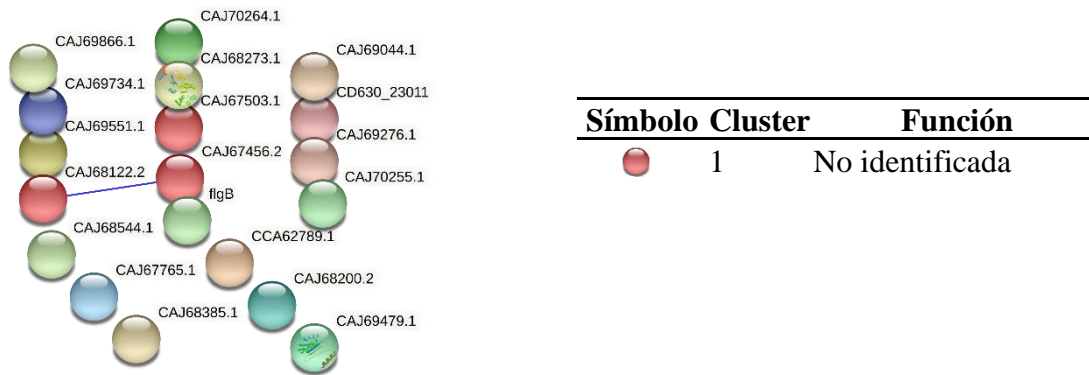 CAJ70264.1
CAJ69866.1
CAJ68273.1
CAJ69044.1
CAJ69734.1
CAJ67503.1
CD630_23011
CAJ69551.1
CAJ69276.1
CAJ68122.2
CAJ67456.2
CAJ70255.1
flgB
CAJ68544.1
CCA62789.1
CAJ67765.1
CAJ68200.2
CAJ68385.1
CAJ69479.1
Símbolo Cluster Función
1 No identificada